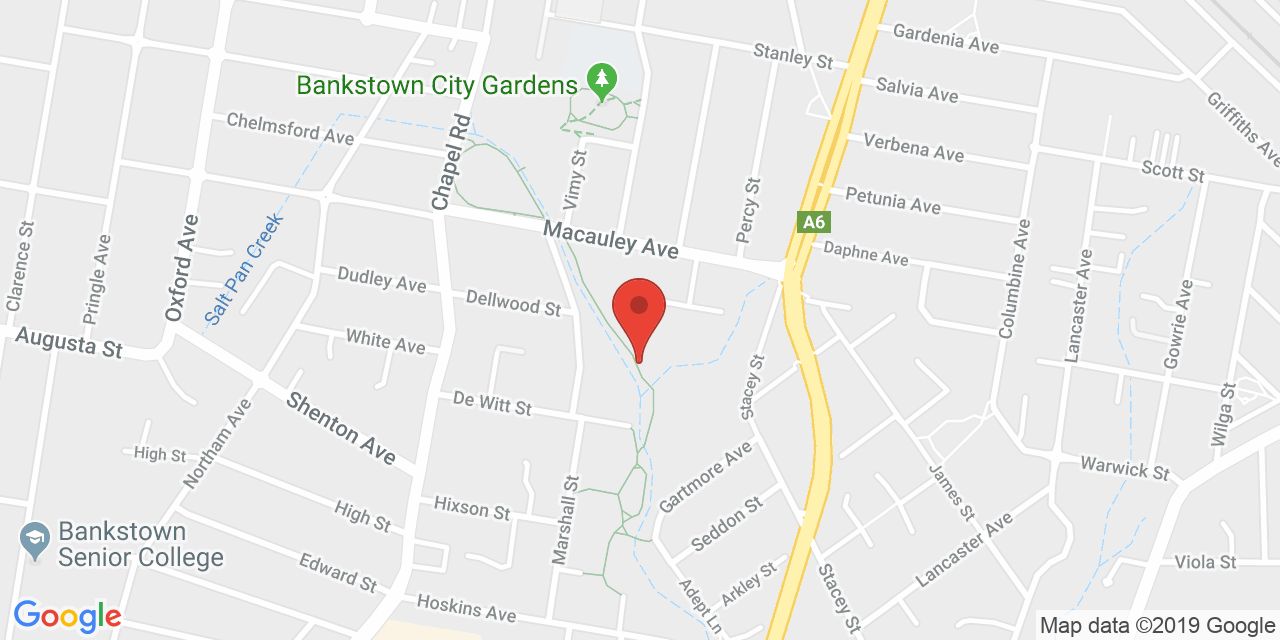 Gardenia Ave
Stanley St
Bankstown City Gardens
Salvia Ave
Griffiths Ave
Chelmsford Ave
Chapel Rd
Verbena Ave
Scott St
Vimy St
Petunia Ave
Percy St
A6
Clarence St
Pringle Ave
Oxford Ave
Salt Pan Creek
Macauley Ave
Daphne Ave
Columbine Ave
Lancaster Ave
Gowrie Ave
Dudley Ave
Dellwood St
Augusta St
White Ave
Stacey St
De Witt St
Shenton Ave
Northam Ave
Wilga St
High St
Warwick St
Gartmore Ave
James St
High St
Hixson St
Marshall St
Seddon St
Lancaster Ave
Bankstown
Senior College
Edward St
Viola St
Arkley St
Stacey St
Adept Ln
Hoskins Ave
Google
Map data ©2019 Google